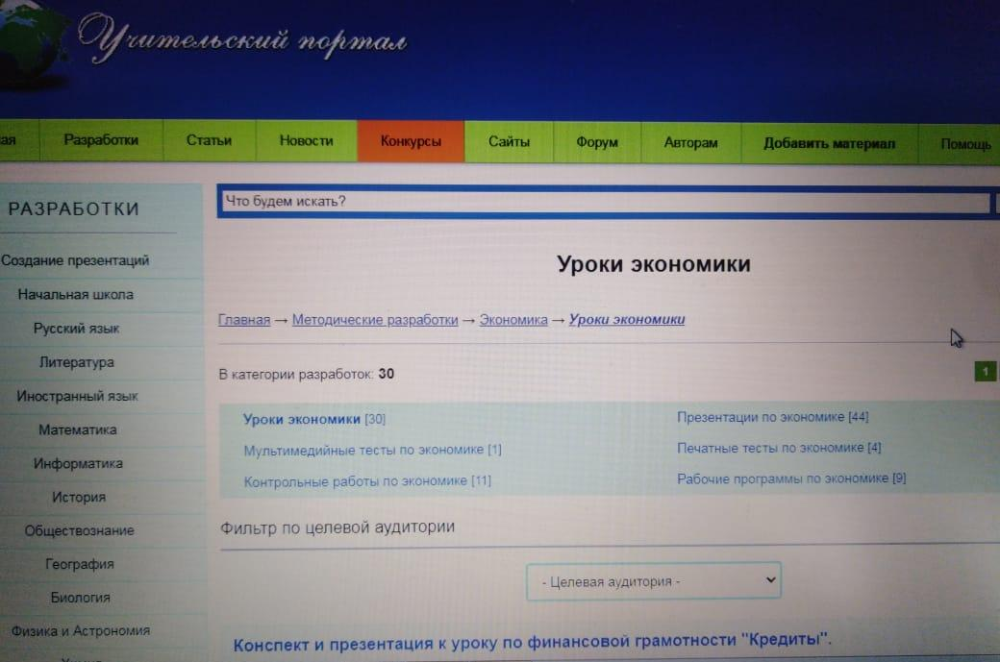 Учительский портал
Разработки Статьи Новости Конкурсы Сайты Форум Авторам Добавить материал Помощь
РАЗРАБОТКИ
Что будем искать?
Создание презентаций
Начальная школа
Русский язык
Литература
Иностранный язык
Математика
Информатика
История
Обществознание
География
Биология
Физика и Астрономия
Уроки экономики
Главная → Методические разработки → Экономика → Уроки экономики
В категории разработок: 30
1
Уроки экономики [30]
Презентации по экономике [44]
Мультимедийные тесты по экономике [1]
Печатные тесты по экономике [4]
Контрольные работы по экономике [11]
Рабочие программы по экономике [9]
Фильтр по целевой аудитории
- Целевая аудитория -
Конспект и презентация к уроку по финансовой грамотности "Кредиты".